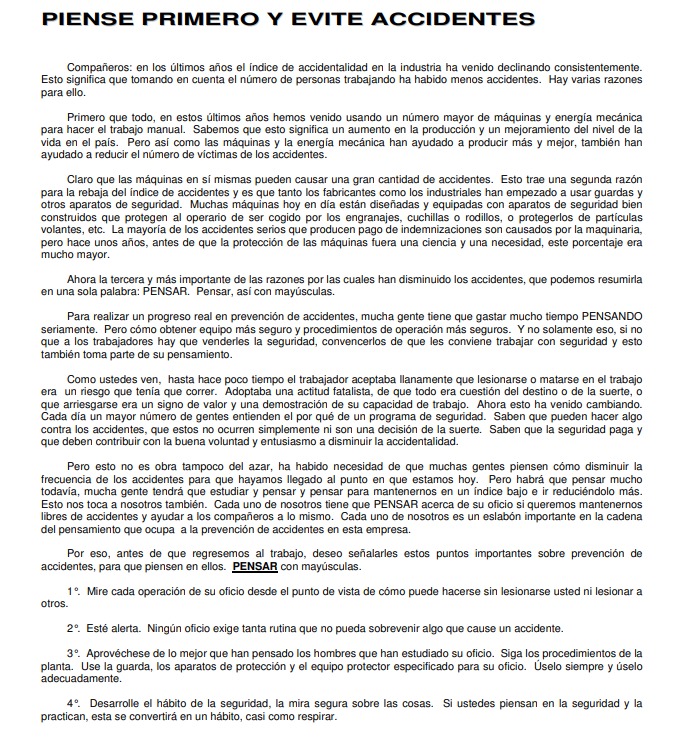 PIENSE PRIMERO Y EVITE ACCIDENTES
Compañeros: en los últimos años el índice de accidentalidad en la industria ha venido declinando consistentemente.
Esto significa que tomando en cuenta el número de personas trabajando ha habido menos accidentes. Hay varias razones
para ello.
Primero que todo, en estos últimos años hemos venido usando un número mayor de máquinas y energía mecánica
para hacer el trabajo manual. Sabemos que esto significa un aumento en la producción y un mejoramiento del nivel de la
vida en el país. Pero así como las máquinas y la energía mecánica han ayudado a producir más y mejor, también han
ayudado a reducir el número de víctimas de los accidentes.
Claro que las máquinas en sí mismas pueden causar una gran cantidad de accidentes. Esto trae una segunda razón
para la rebaja del índice de accidentes y es que tanto los fabricantes como los industriales han empezado a usar guardas y
otros aparatos de seguridad. Muchas máquinas hoy en día están diseñadas y equipadas con aparatos de seguridad bien
construidos que protegen al operario de ser cogido por los engranajes, cuchillas o rodillos, o protegerlos de partículas
volantes, etc. La mayoría de los accidentes serios que producen pago de indemnizaciones son causados por la maquinaria,
pero hace unos años, antes de que la protección de las máquinas fuera una ciencia y una necesidad, este porcentaje era
mucho mayor.
Ahora la tercera y más importante de las razones por las cuales han disminuido los accidentes, que podemos resumirla
en una sola palabra: PENSAR. Pensar, así con mayúsculas.
Para realizar un progreso real en prevención de accidentes, mucha gente tiene que gastar mucho tiempo PENSANDO
seriamente. Pero cómo obtener equipo más seguro y procedimientos de operación más seguros. Y no solamente eso, si no
que a los trabajadores hay que venderles la seguridad, convencerlos de que les conviene trabajar con seguridad y esto
también toma parte de su pensamiento.
Como ustedes ven, hasta hace poco tiempo el trabajador aceptaba llanamente que lesionarse o matarse en el trabajo
era un riesgo que tenía que correr. Adoptaba una actitud fatalista, de que todo era cuestión del destino o de la suerte, o
que arriesgarse era un signo de valor y una demostración de su capacidad de trabajo. Ahora esto ha venido cambiando.
Cada día un mayor número de gentes entienden el por qué de un programa de seguridad. Saben que pueden hacer algo
contra los accidentes, que estos no ocurren simplemente ni son una decisión de la suerte. Saben que la seguridad paga y
que deben contribuir con la buena voluntad y entusiasmo a disminuir la accidentalidad.
Pero esto no es obra tampoco del azar, ha habido necesidad de que muchas gentes piensen cómo disminuir la
frecuencia de los accidentes para que hayamos llegado al punto en que estamos hoy. Pero habrá que pensar mucho
todavía, mucha gente tendrá que estudiar y pensar y pensar para mantenernos en un índice bajo e ir reduciéndolo más.
Esto nos toca a nosotros también. Cada uno de nosotros tiene que PENSAR acerca de su oficio si queremos mantenernos
libres de accidentes y ayudar a los compañeros a lo mismo. Cada uno de nosotros es un eslabón importante en la cadena
del pensamiento que ocupa a la prevención de accidentes en esta empresa.
Por eso, antes de que regresemos al trabajo, deseo señalarles estos puntos importantes sobre prevención de
accidentes, para que piensen en ellos. PENSAR con mayúsculas.
1°. Mire cada operación de su oficio desde el punto de vista de cómo puede hacerse sin lesionarse usted ni lesionar a
otros.
2°. Esté alerta. Ningún oficio exige tanta rutina que no pueda sobrevenir algo que cause un accidente.
3°. Aprovéchese de lo mejor que han pensado los hombres que han estudiado su oficio. Siga los procedimientos de la
planta. Use la guarda, los aparatos de protección y el equipo protector especificado para su oficio. Úselo siempre y úselo
adecuadamente.
4°. Desarrolle el hábito de la seguridad, la mira segura sobre las cosas. Si ustedes piensan en la seguridad y la
practican, esta se convertirá en un hábito, casi como respirar.